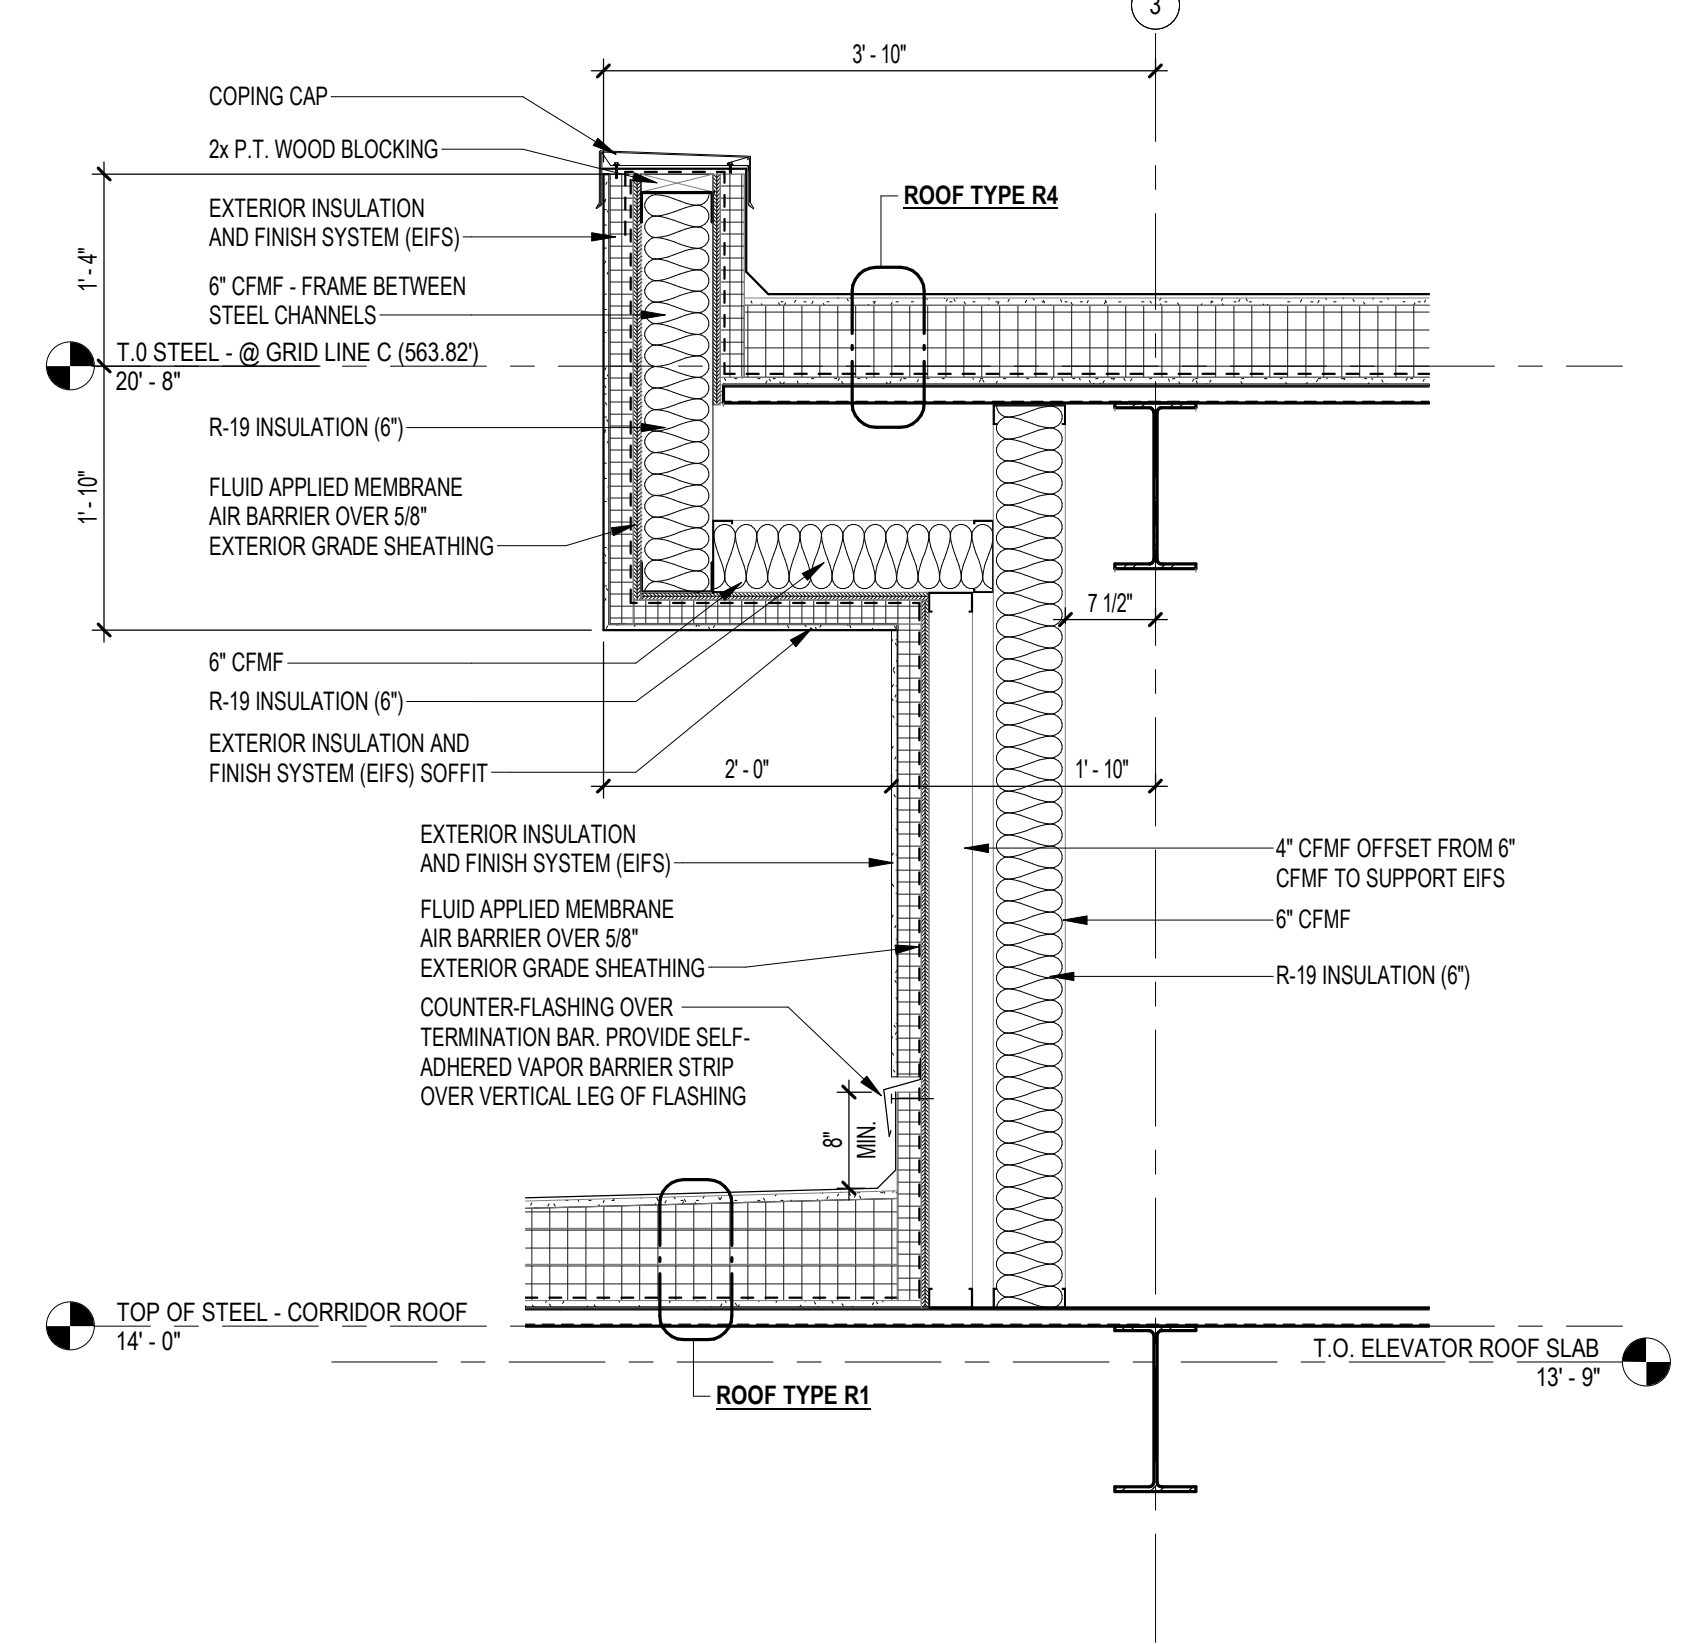 3
3' - 10"
COPING CAP
2x P.T. WOOD BLOCKING
EXTERIOR INSULATION
AND FINISH SYSTEM (EIFS)
ROOF TYPE R4
1' - 4"
6" CFMF - FRAME BETWEEN
STEEL CHANNELS
T.0 STEEL - @ GRID LINE C (563.82')
20' - 8"
R-19 INSULATION (6")
1' - 10"
FLUID APPLIED MEMBRANE
AIR BARRIER OVER 5/8"
EXTERIOR GRADE SHEATHING
7 1/2"
6" CFMF
R-19 INSULATION (6")
EXTERIOR INSULATION AND
FINISH SYSTEM (EIFS) SOFFIT
2' - 0"
1' - 10"
EXTERIOR INSULATION
AND FINISH SYSTEM (EIFS)
4" CFMF OFFSET FROM 6"
CFMF TO SUPPORT EIFS
FLUID APPLIED MEMBRANE
AIR BARRIER OVER 5/8"
EXTERIOR GRADE SHEATHING
6" CFMF
R-19 INSULATION (6")
COUNTER-FLASHING OVER
TERMINATION BAR. PROVIDE SELF-
ADHERED VAPOR BARRIER STRIP
OVER VERTICAL LEG OF FLASHING
8"
MIN.
TOP OF STEEL - CORRIDOR ROOF
14' - 0"
T.O. ELEVATOR ROOF SLAB
13' - 9"
ROOF TYPE R1